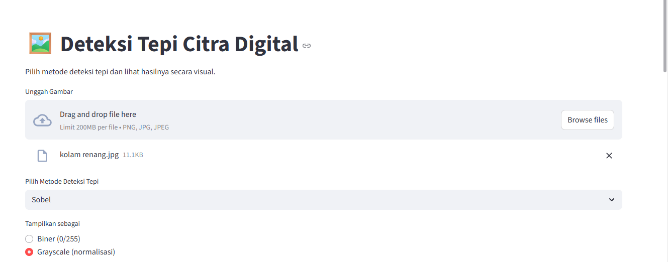 Deteksi Tepi Citra Digital
Pilih metode deteksi tepi dan lihat hasilnya secara visual.
Unggah Gambar
Drag and drop file here
Limit 200MB per file • PNG, JPG, JPEG
Browse files
kolam renang.jpg 11.1KB
Pilih Metode Deteksi Tepi
Sobel
Tampilkan sebagai
Biner (0/255)
Grayscale (normalisasi)